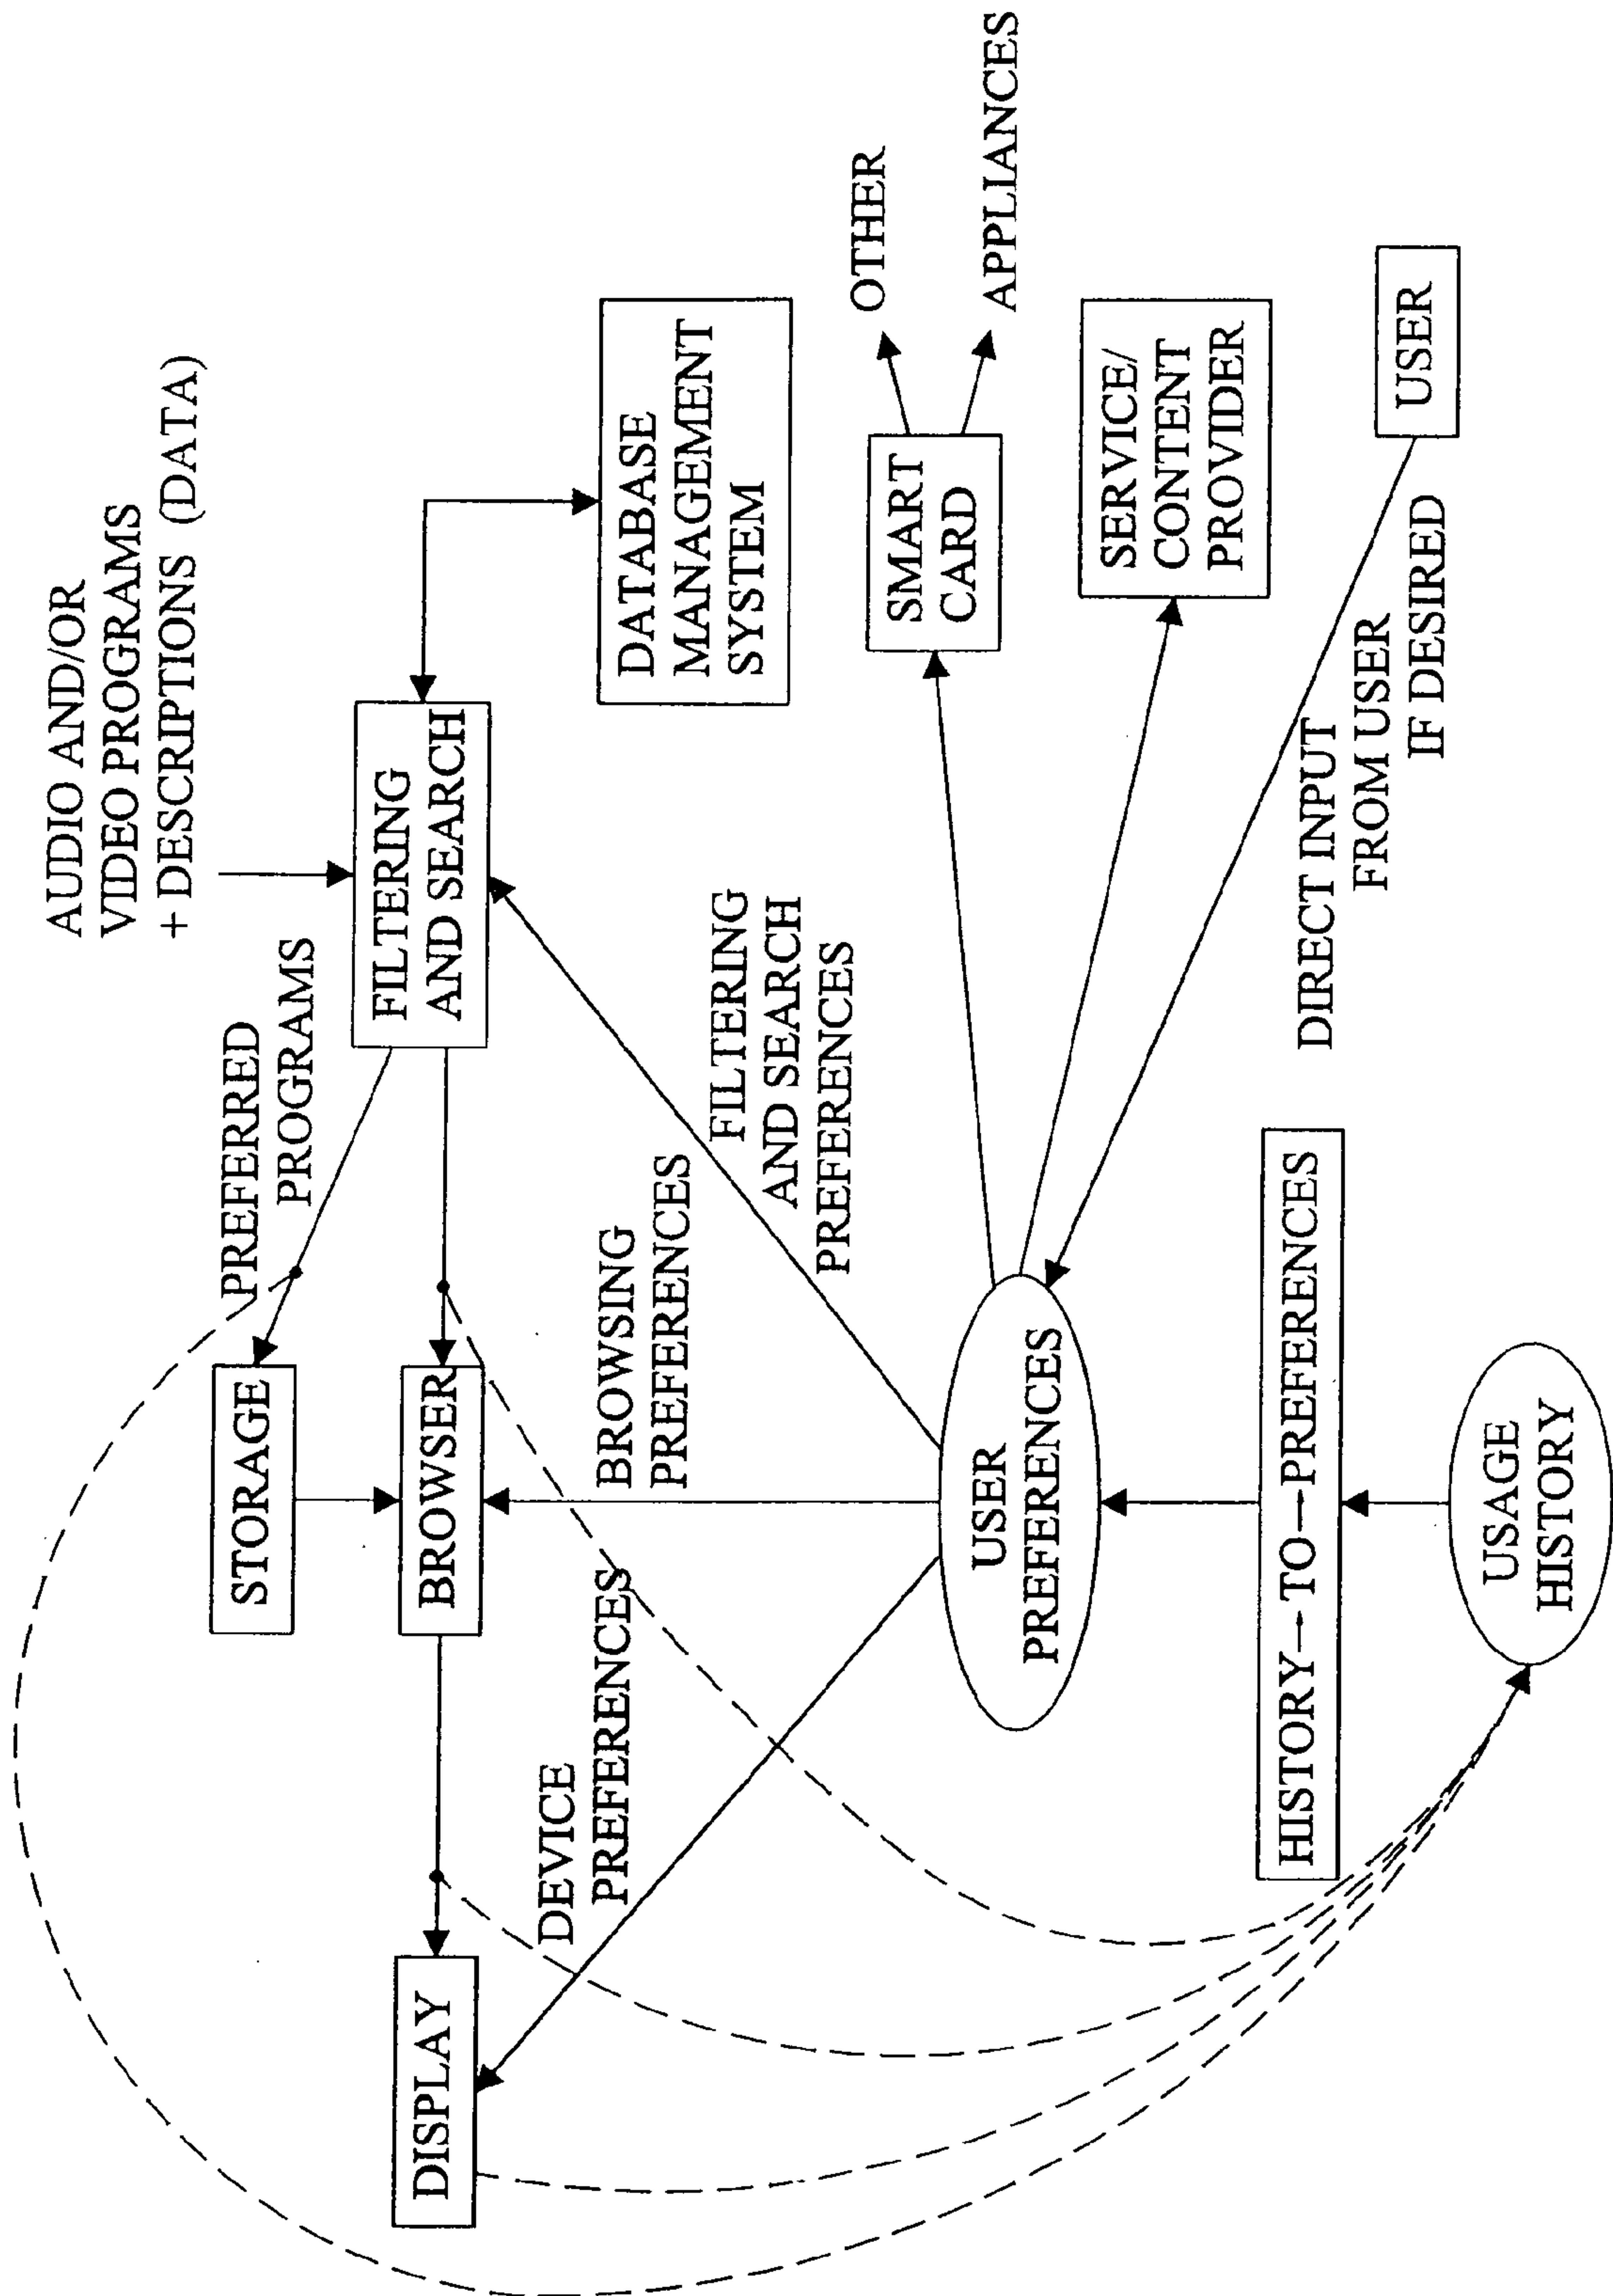 AUDIO AND/OR
VIDEO PROGRAMS
+ DESCRIPTIONS (DATA)
PREFERRED
PROGRAMS
STORAGE
FILTERING
AND SEARCH
BROWSER
DISPLAY
DATABASE
MANAGEMENT
SYSTEM
DEVICE
PREFERENCES
BROWSING
PREFERENCES
FILTERING
AND SEARCH
PREFERENCES
OTHER
APPLIANCES
SMART
CARD
USER
PREFERENCES
SERVICE/
CONTENT
PROVIDER
DIRECT INPUT
FROM USER
IF DESIRED
USER
HISTORY-TO-PREFERENCES
USAGE
HISTORY